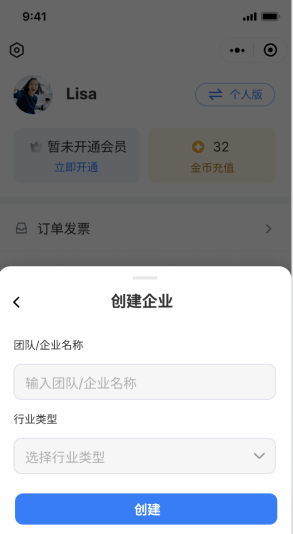 9:41
Lisa
个人版
暂未开通会员
立即开通
32
金币充值
订单发票
创建企业
团队/企业名称
输入团队/企业名称
行业类型
选择行业类型
创建